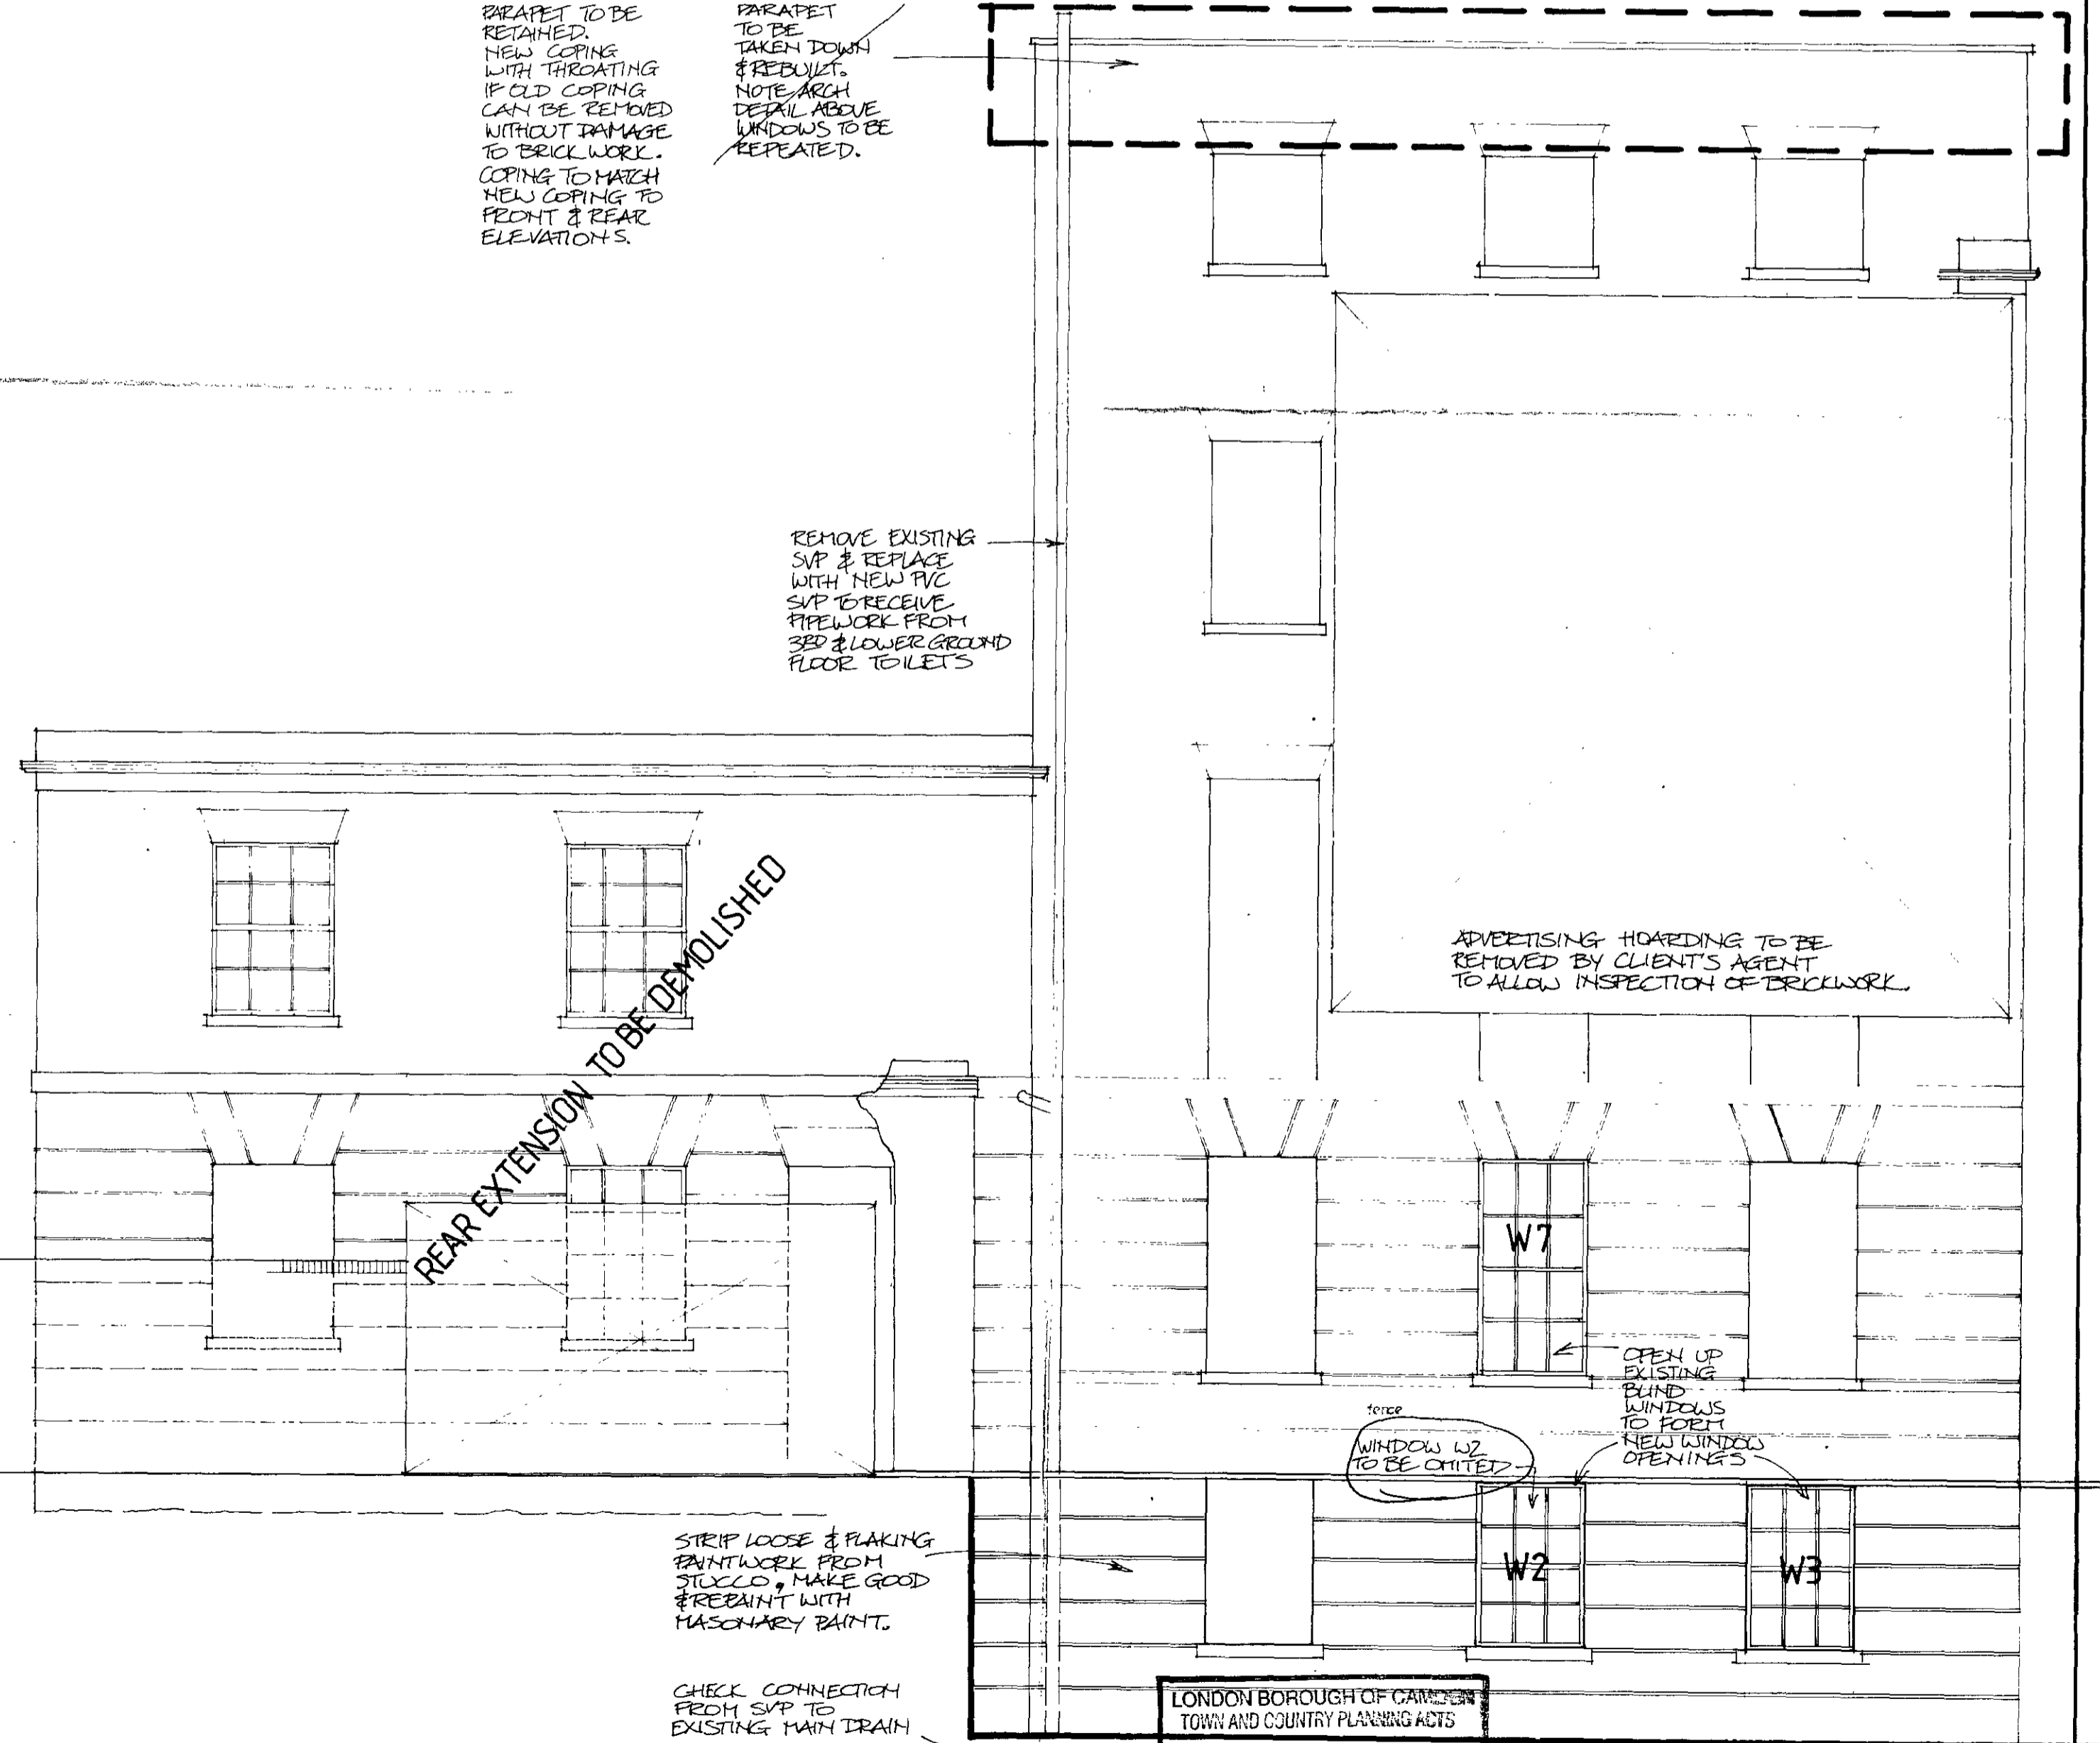 PARAPET TO BE
RETAINED.
NEW COPING
WITH THROATING
IF OLD COPING
CAN BE REMOVED
WITHOUT DAMAGE
TO BRICKWORK.
COPING TO MATCH
NEW COPING TO
FRONT & REAR
ELEVATIONS.
PARAPET
TO BE
TAKEN DOWN
& REBUILT.
NOTE ARCH
DETAIL ABOVE
WINDOWS TO BE
REPEATED.
REMOVE EXISTING
SVP & REPLACE
WITH NEW PVC
SVP TO RECEIVE
PIPEWORK FROM
3RD & LOWER GROUND
FLOOR TOILETS
REAR EXTENSION TO BE DEMOLISHED
ADVERTISING HOARDING TO BE
REMOVED BY CLIENT'S AGENT
TO ALLOW INSPECTION OF BRICKWORK.
W7
OPEN UP
EXISTING
BLIND
WINDOWS
TO FORM
NEW WINDOW
OPENINGS
fence
WINDOW W2
TO BE OMITED
W2
W3
STRIP LOOSE & FLAKING
PAINTWORK FROM
STUCCO, MAKE GOOD
& REPAINT WITH
MASONARY PAINT.
CHECK CONNECTION
FROM SVP TO
EXISTING MAIN DRAIN
LONDON BOROUGH OF CAMDEN
TOWN AND COUNTRY PLANNING ACTS